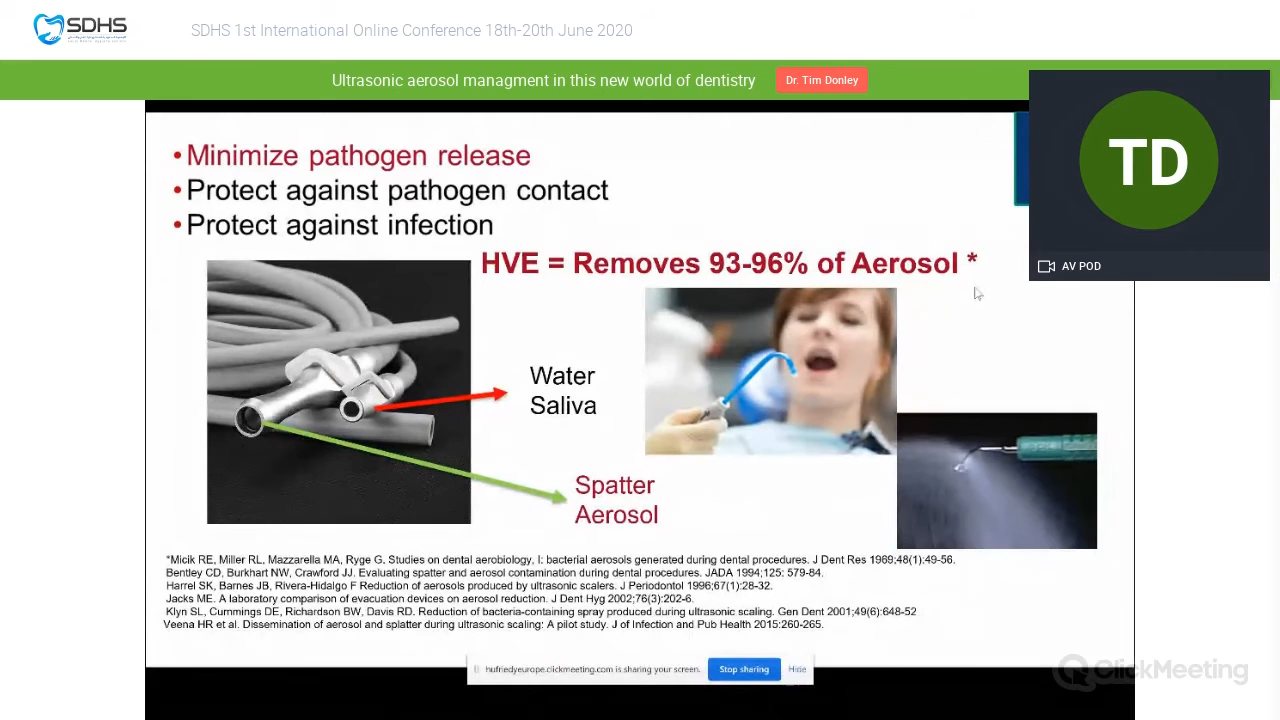 SDHS
SDHS 1st International Online Conference 18th-20th June 2020
Ultrasonic aerosol managment in this new world of dentistry
Dr. Tim Donley
TD
AV POD
•Minimize pathogen release
•Protect against pathogen contact
•Protect against infection
HVE = Removes 93-96% of Aerosol *
Water
Saliva
Spatter
Aerosol
*Micik RE, Miller RL, Mazzarella MA, Ryge G. Studies on dental aerobiology, I: bacterial aerosols generated during dental procedures. J Dent Res 1969;48(1):49-56.
Bentley CD, Burkhart NW, Crawford JJ. Evaluating spatter and aerosol contamination during dental procedures. JADA 1994;125: 579-84.
Harrel SK, Barnes JB, Rivera-Hidalgo F Reduction of aerosols produced by ultrasonic scalers. J Periodontol 1996;67(1):28-32.
Jacks ME. A laboratory comparison of evacuation devices on aerosol reduction. J Dent Hyg 2002;76(3):202-6.
Klyn SL, Cummings DE, Richardson BW, Davis RD. Reduction of bacteria-containing spray produced during ultrasonic scaling. Gen Dent 2001;49(6):648-52
Veena HR et al. Dissemination of aerosol and splatter during ultrasonic scaling: A pilot study. J of Infection and Pub Health 2015:260-265.
hufriedyeurope.clickmeeting.com is sharing your screen.
Stop sharing
Hide
ClickMeeting